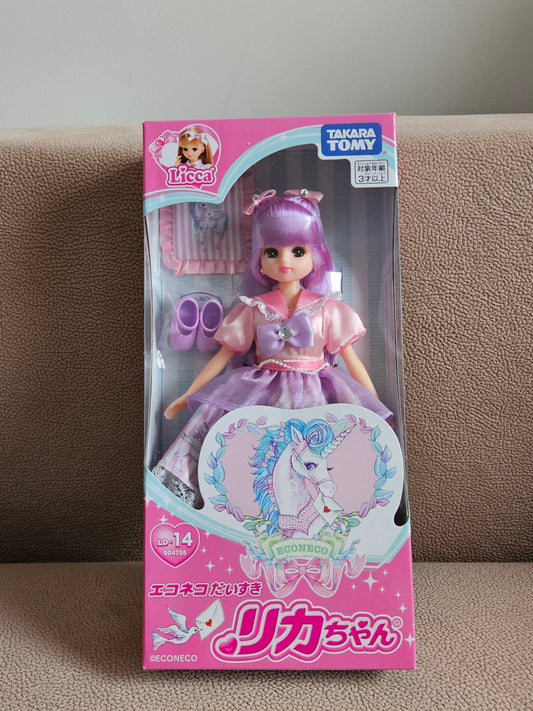 Licca
TAKARA
TOMY
対象年齢
3才以上
ECONECO
LD-14
904755
エコネコだいすき
リカちゃん®
©ECONECO